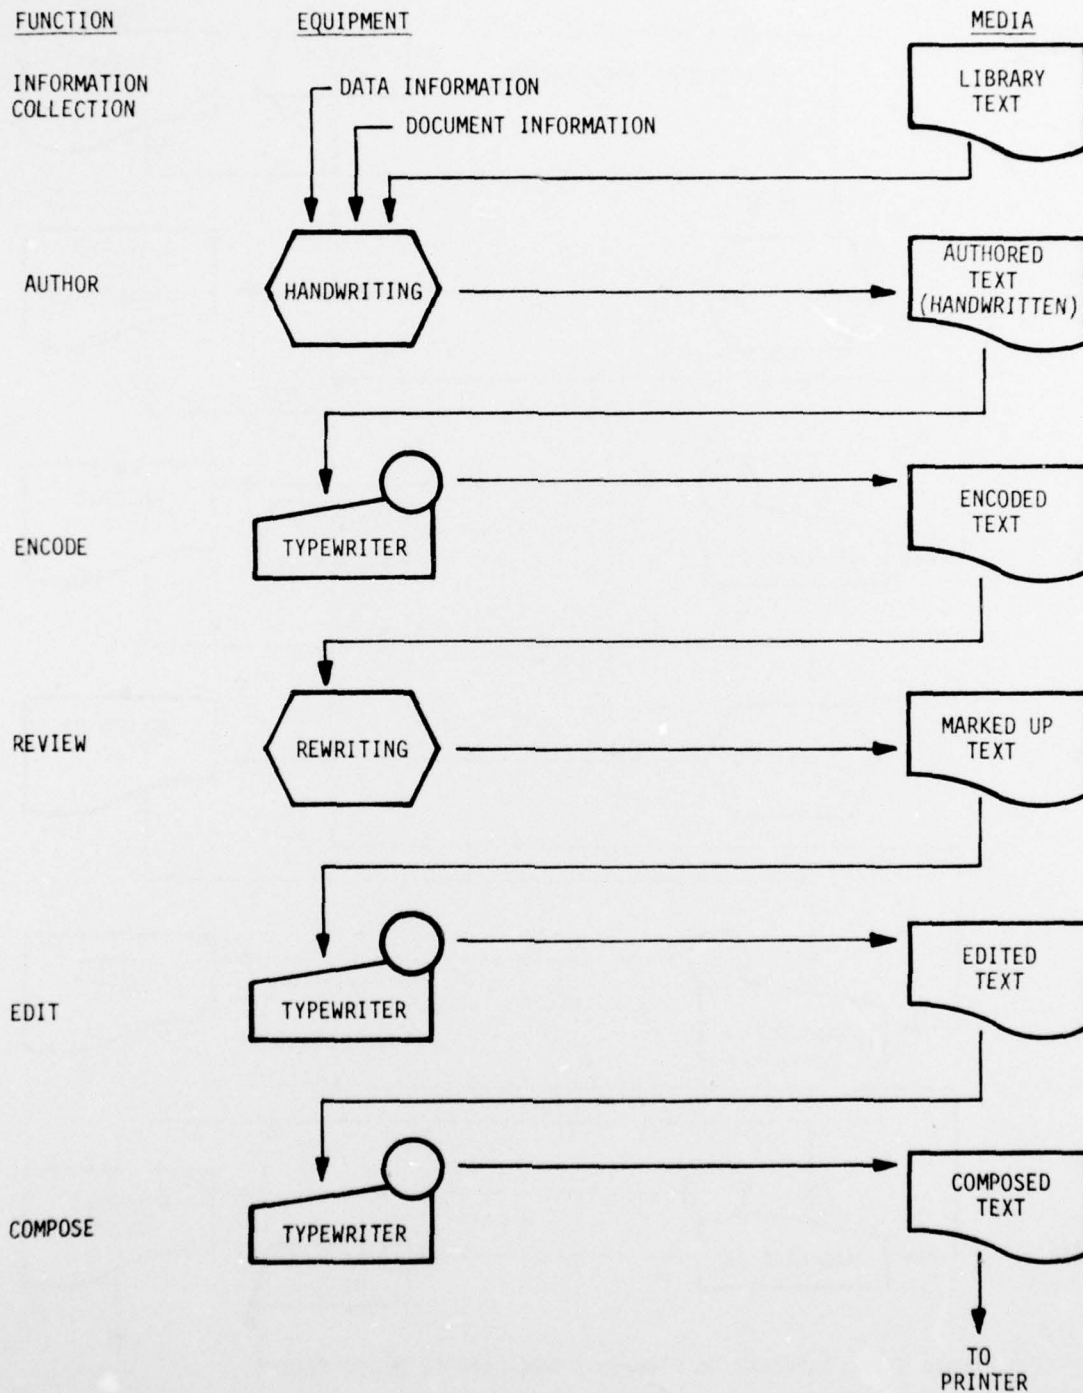 FUNCTION EQUIPMENT MEDIA
INFORMATION
COLLECTION
DATA INFORMATION
DOCUMENT INFORMATION
LIBRARY
TEXT
AUTHOR
HANDWRITING
AUTHORED
TEXT
(HANDWRITTEN)
ENCODE
TYPEWRITER
ENCODED
TEXT
REVIEW
REWRITING
MARKED UP
TEXT
EDIT
TYPEWRITER
EDITED
TEXT
COMPOSE
TYPEWRITER
COMPOSED
TEXT
TO
PRINTER